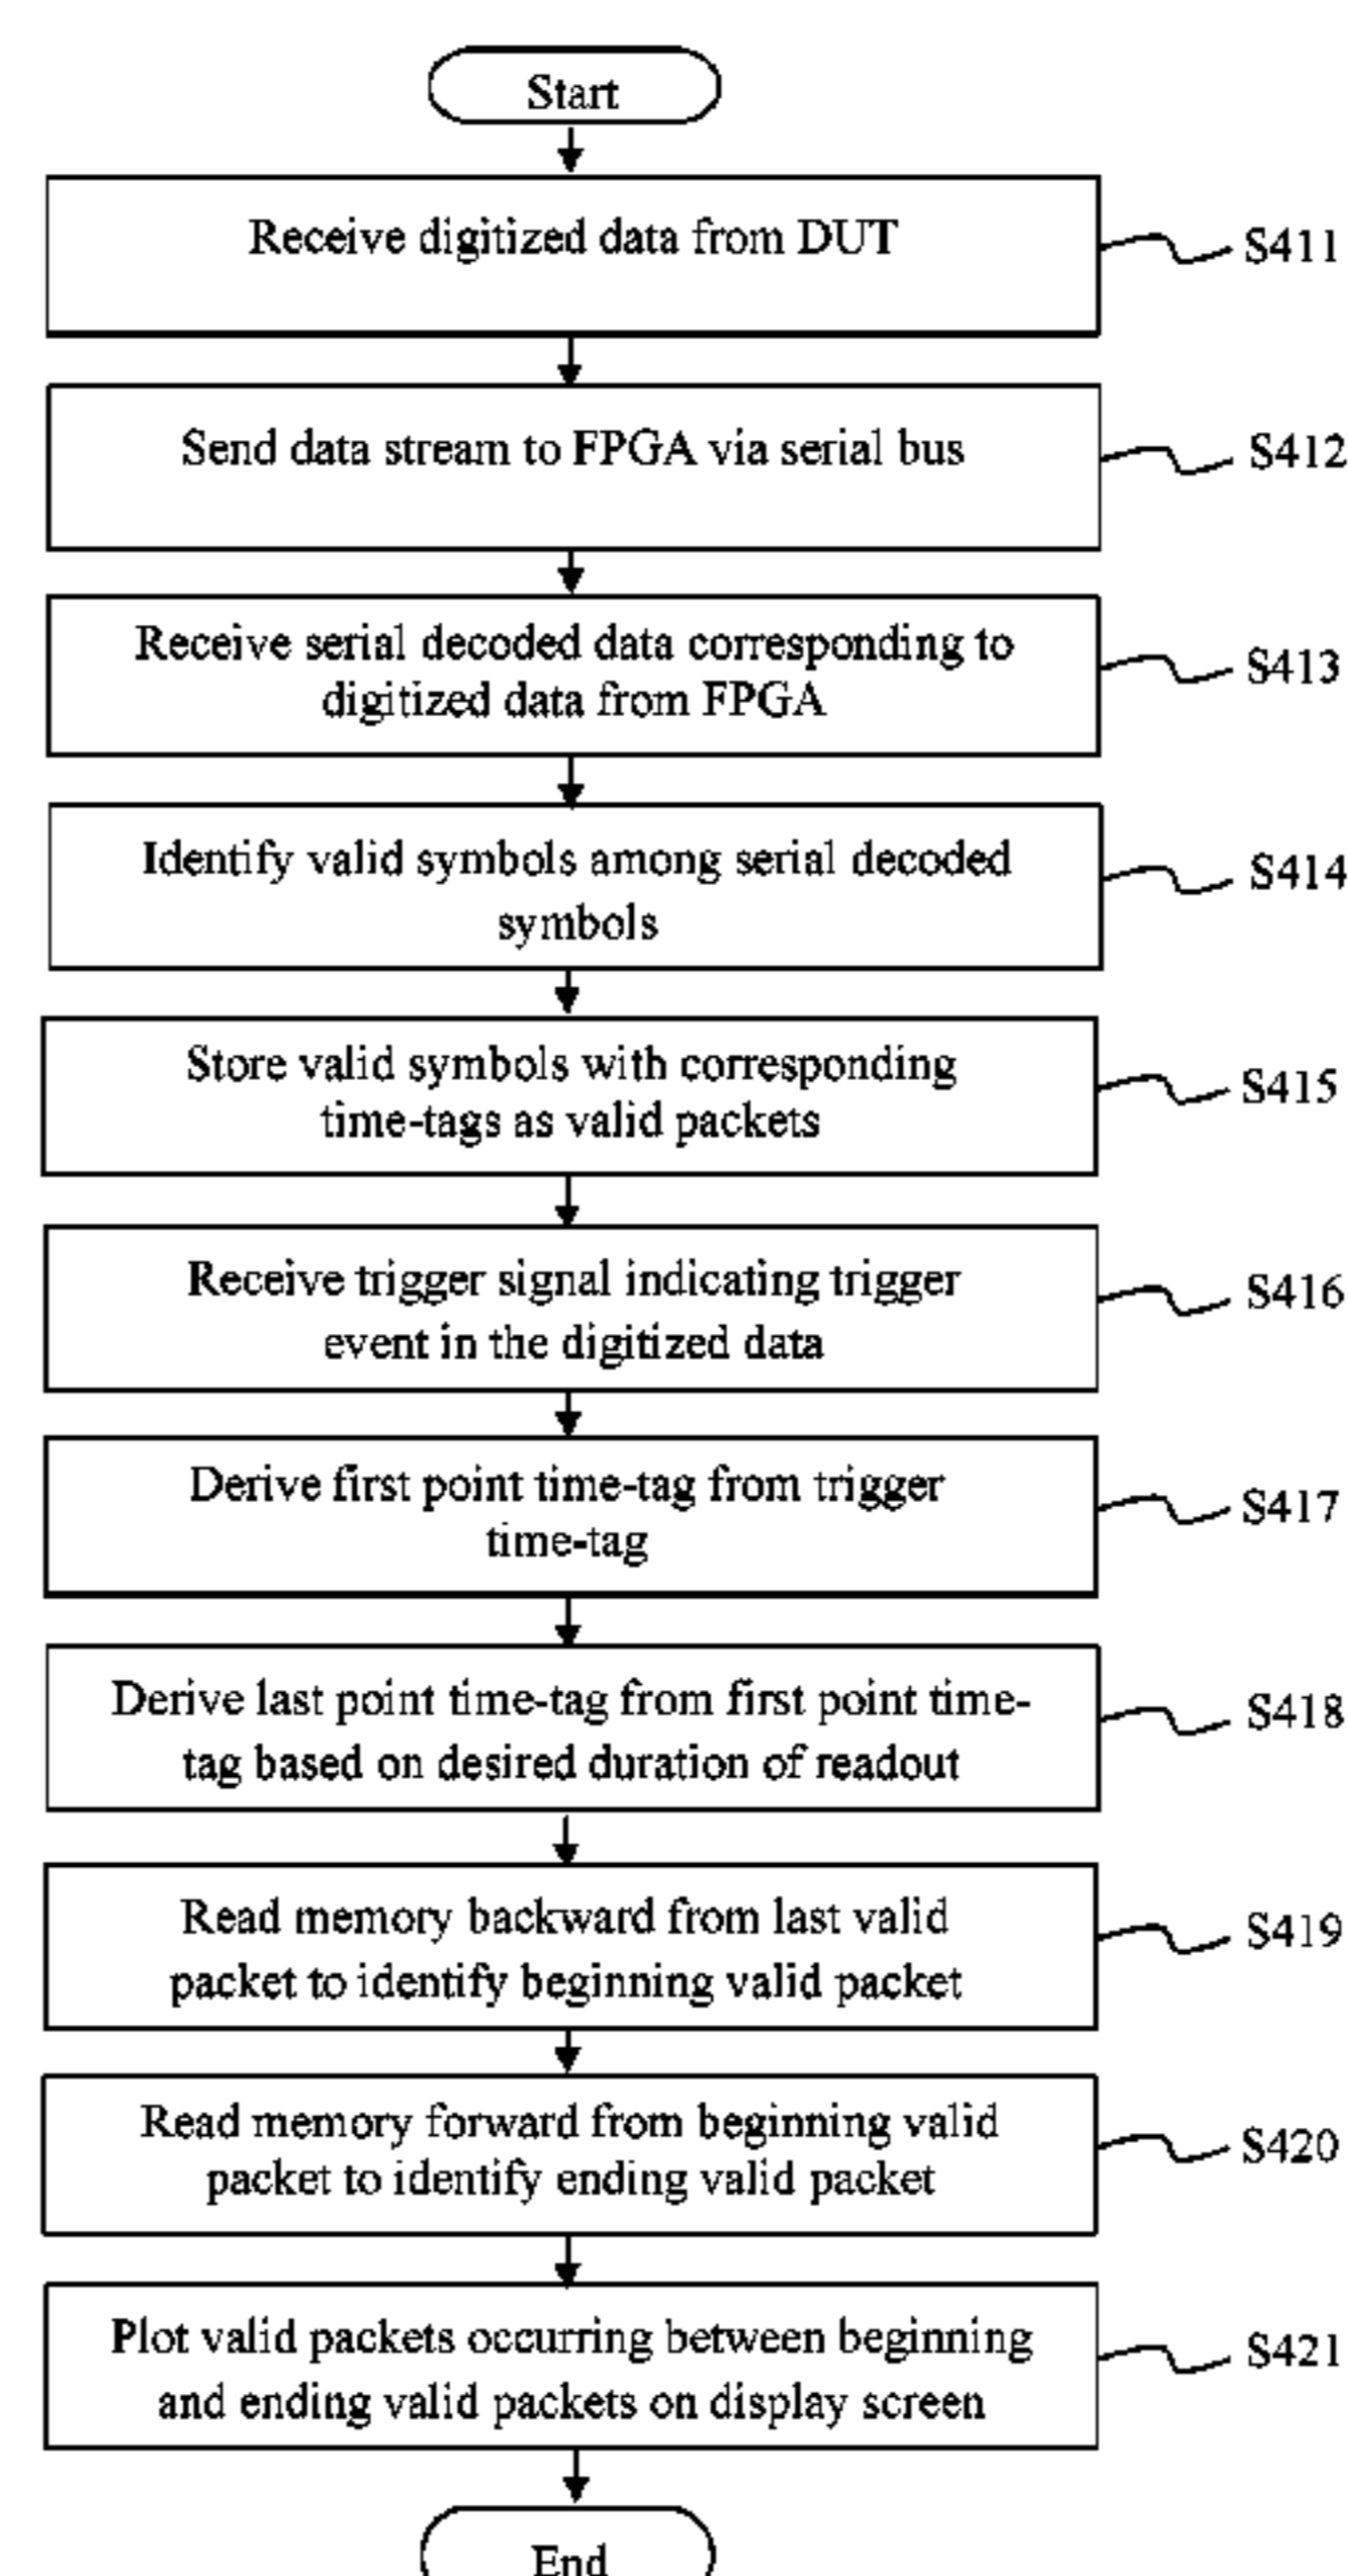 Start
Receive digitized data from DUT
S411
Send data stream to FPGA via serial bus
S412
Receive serial decoded data corresponding to
digitized data from FPGA
S413
Identify valid symbols among serial decoded
symbols
S414
Store valid symbols with corresponding
time-tags as valid packets
S415
Receive trigger signal indicating trigger
event in the digitized data
S416
Derive first point time-tag from trigger
time-tag
S417
Derive last point time-tag from first point time-
tag based on desired duration of readout
S418
Read memory backward from last valid
packet to identify beginning valid packet
S419
Read memory forward from beginning valid
packet to identify ending valid packet
S420
Plot valid packets occurring between beginning
and ending valid packets on display screen
S421
End